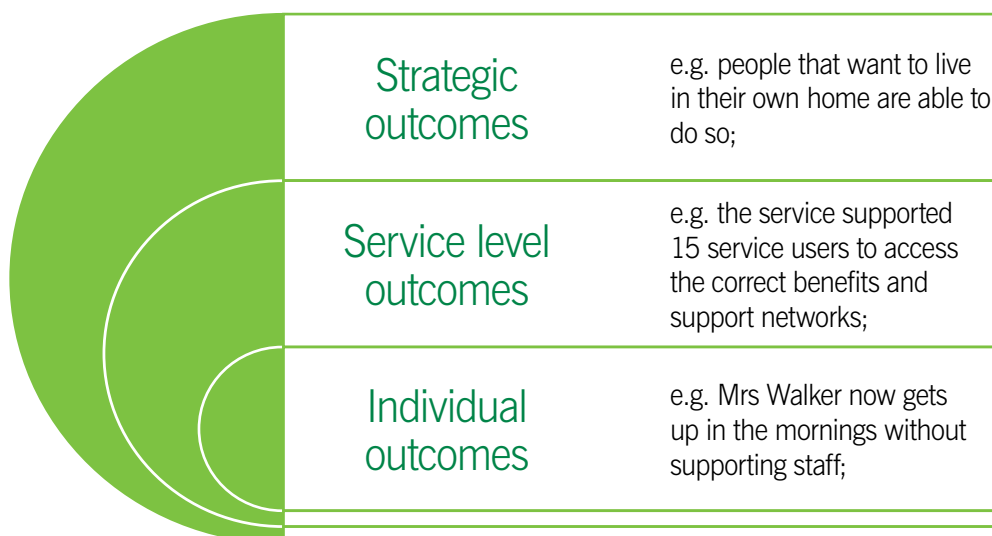 Strategic
outcomes
e.g. people that want to live
in their own home are able to
do so;
Service level
outcomes
e.g. the service supported
15 service users to access
the correct benefits and
support networks;
Individual
outcomes
e.g. Mrs Walker now gets
up in the mornings without
supporting staff;